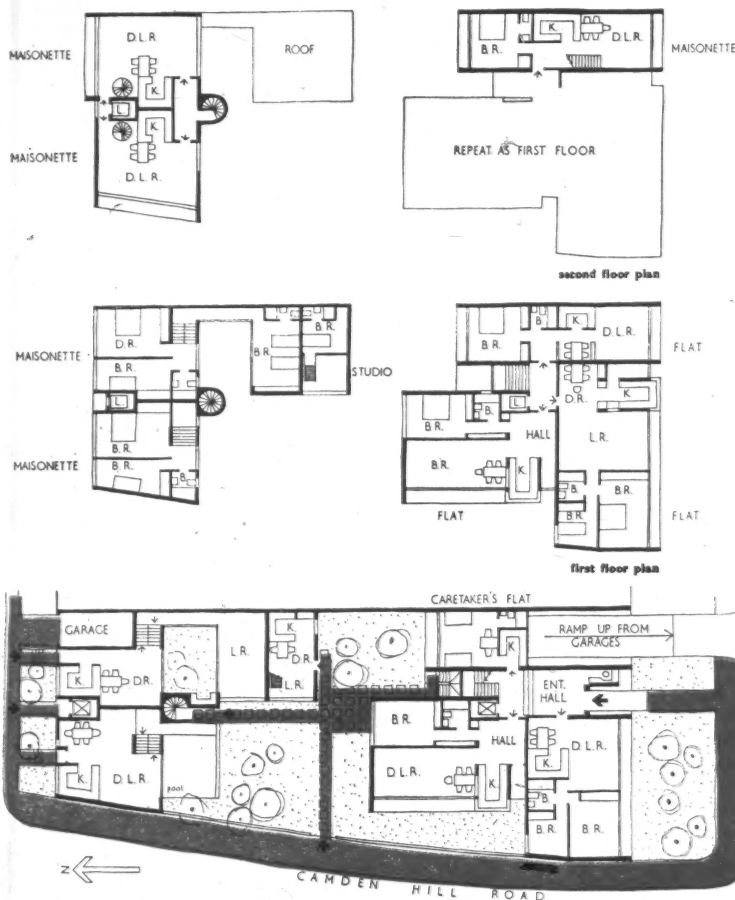 MAISONETTE
D.L.R.
ROOF
K.
L.
K.
MAISONETTE
D.L.R.
B.R.
K.
D.L.R.
MAISONETTE
REPEAT AS FIRST FLOOR
second floor plan
MAISONETTE
D.R.
B.R.
L.
B.R.
MAISONETTE
B.R.
B.
B.R.
B.R.
STUDIO
B.R.
B.
K.
D.L.R.
FLAT
B.R.
B.
L.
D.R.
K.
HALL
L.R.
B.R.
K.
B.
B.R.
B.R.
FLAT
FLAT
first floor plan
CARETAKER'S FLAT
GARAGE
K.
RAMP UP FROM
GARAGES
L.R.
D.R.
K.
K.
D.R.
L.R.
ENT.
HALL
B.R.
HALL
D.L.R.
D.L.R.
K.
K.
D.L.R.
K.
POOL
B.
B.R.
B.R.
N
CAMDEN HILL ROAD